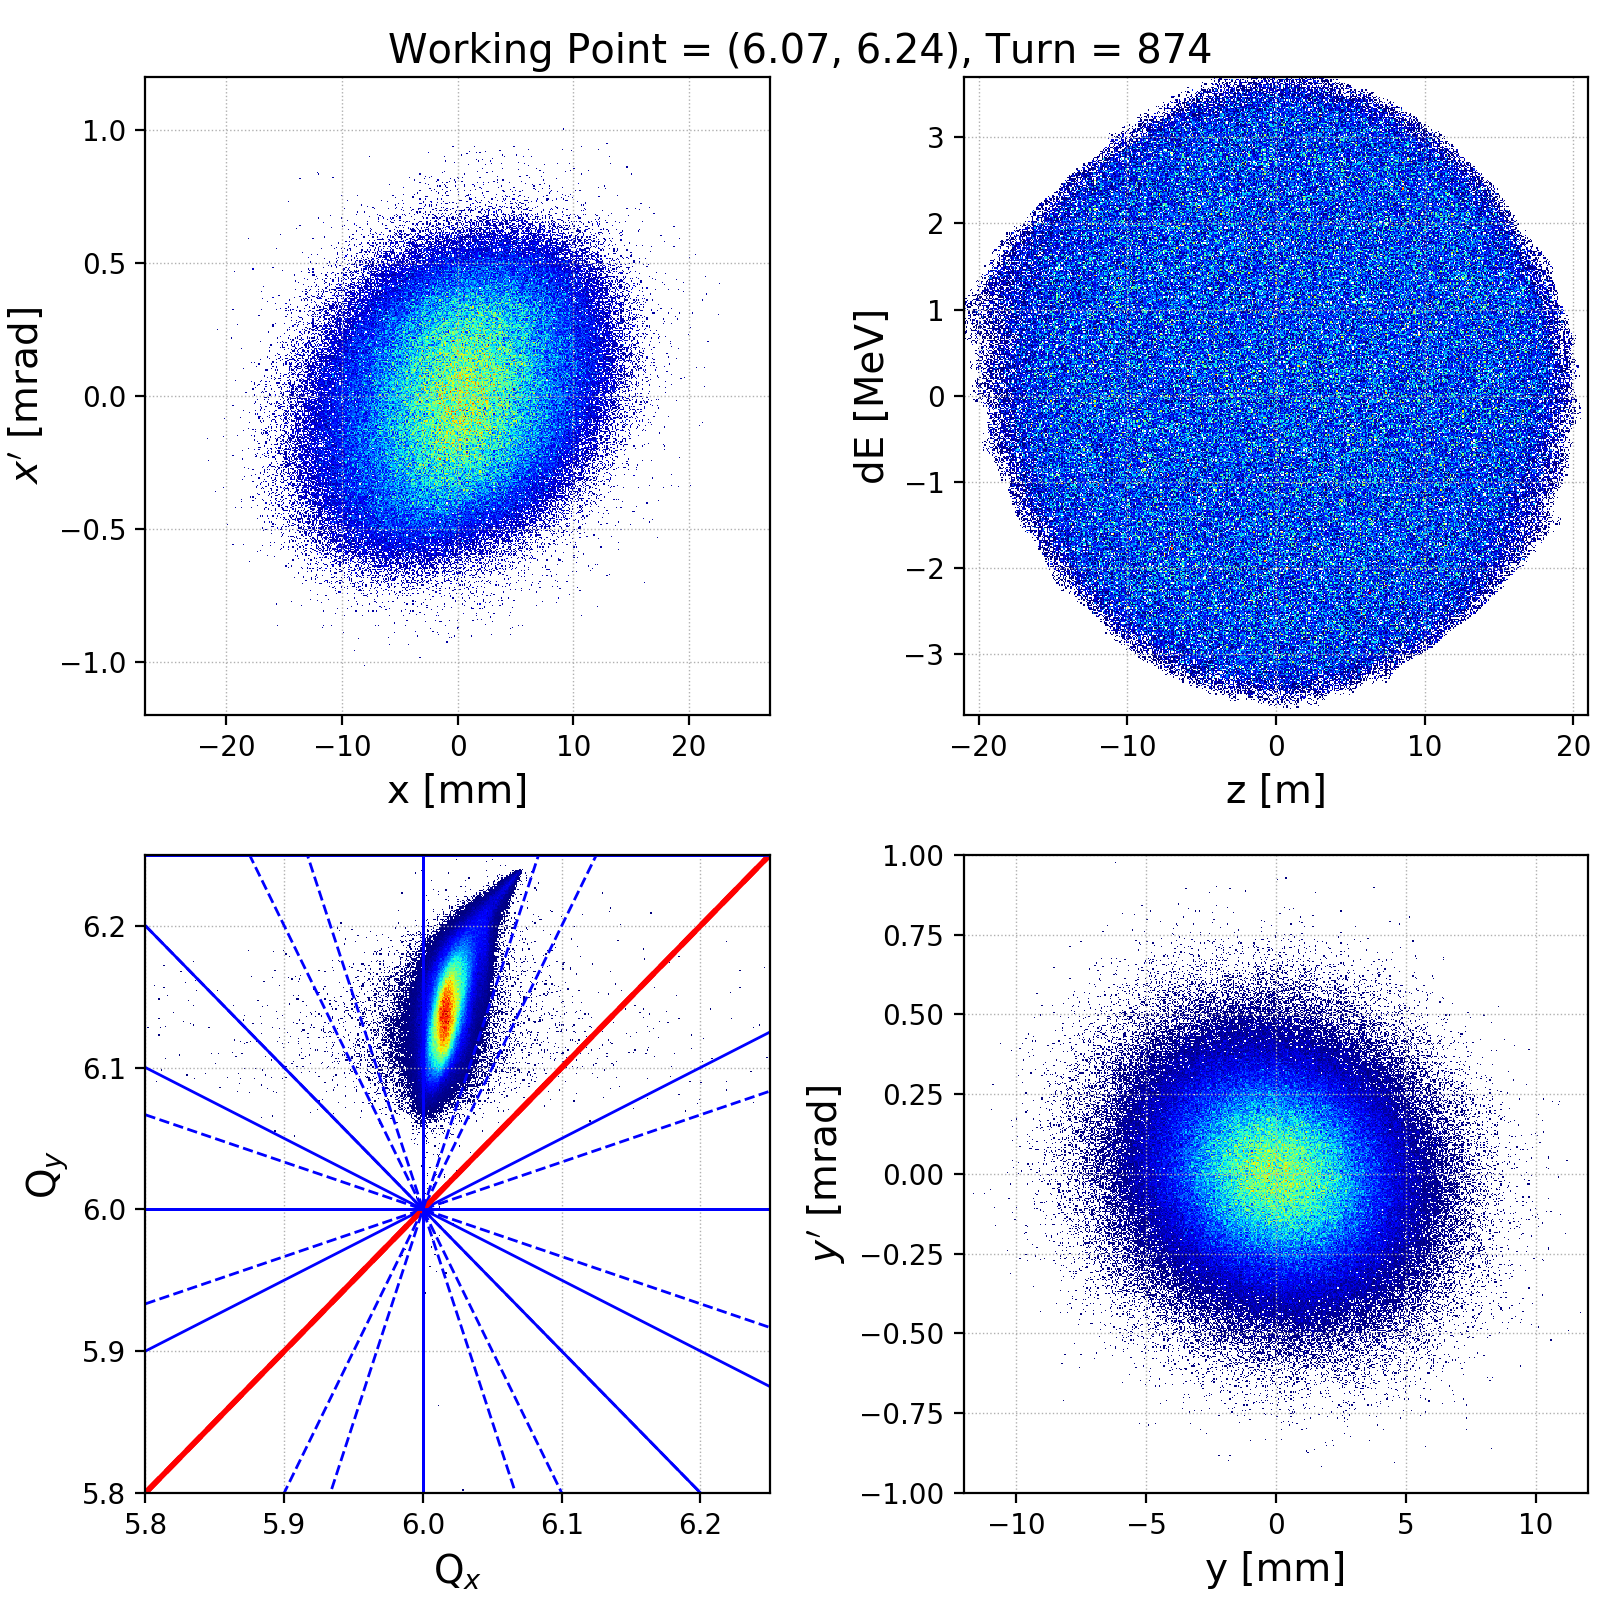 Working Point = (6.07, 6.24), Turn = 874
1.0
0.5
0.0
−0.5
−1.0
x′ [mrad]
−20 −10 0 10 20
x [mm]
3
2
1
0
−1
−2
−3
dE [MeV]
−20 −10 0 10 20
z [m]
6.2
6.1
6.0
5.9
5.8
Qy
5.8 5.9 6.0 6.1 6.2
Qx
1.00
0.75
0.50
0.25
0.00
−0.25
−0.50
−0.75
−1.00
y′ [mrad]
−10 −5 0 5 10
y [mm]